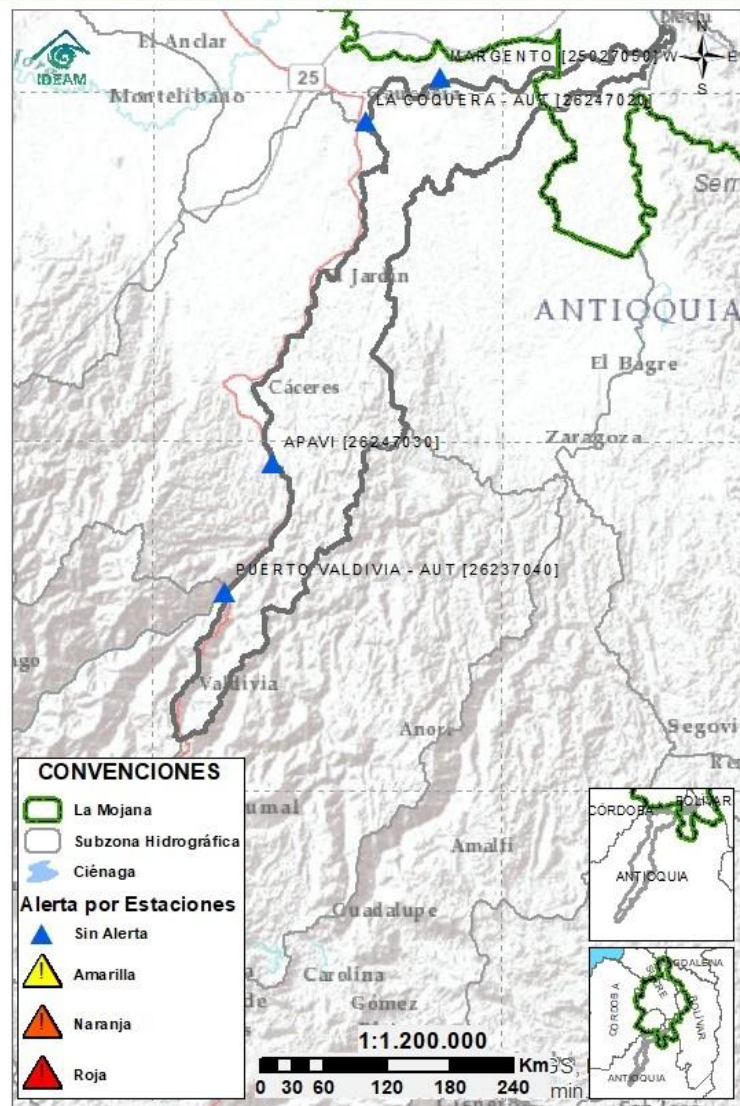 IDEAM
El Anclar
25
Montelíbano
N
W
E
S
MARGENTO [25027050]
LA COQUERA - AUT [26247020]
El Jardín
ANTIOQUIA
El Bagre
Cáceres
APAVI [26247030]
Zaragoza
PUERTO VALDIVIA - AUT [26237040]
Valdivia
Anorí
Segovi
Amalfi
Guadalupe
Carolina
Gómez
Cisneros
CONVENCIONES
La Mojana
Subzona Hidrográfica
Ciénaga
Alerta por Estaciones
Sin Alerta
Amarilla
Naranja
Roja
1:1.200.000
Km
0 30 60 120 180 240
min
CÓRDOBA
BOLÍVAR
ANTIOQUIA
SUCRE
CÓRDOBA
BOLÍVAR
ANTIOQUIA